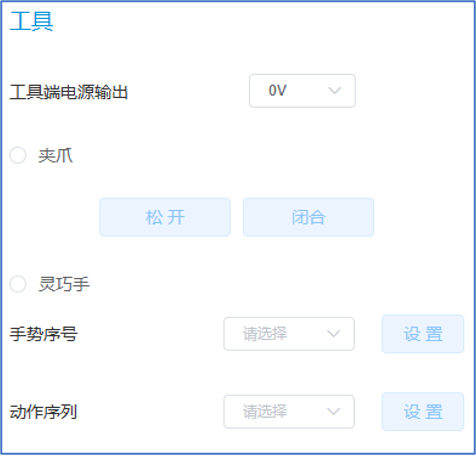 工具
工具端电源输出 0V
夹爪
松 开 闭合
灵巧手
手势序号 请选择 设 置
动作序列 请选择 设 置